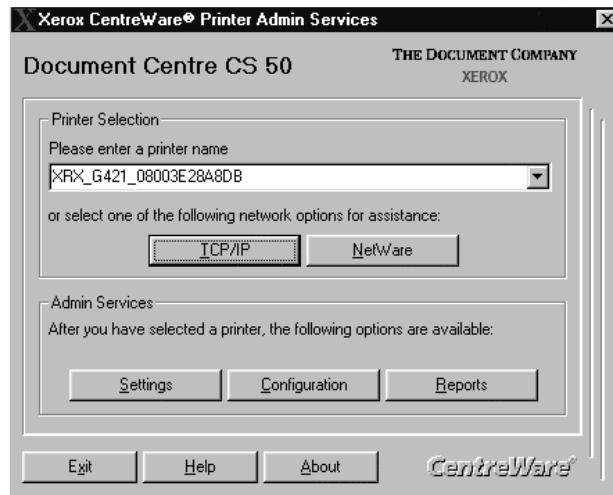 Xerox CentreWare® Printer Admin Services
Document Centre CS 50
THE DOCUMENT COMPANY
XEROX
Printer Selection
Please enter a printer name
XRX_G421_08003E28A8DB
or select one of the following network options for assistance:
TCP/IP
NetWare
Admin Services
After you have selected a printer, the following options are available:
Settings
Configuration
Reports
Exit
Help
About
CentreWare®